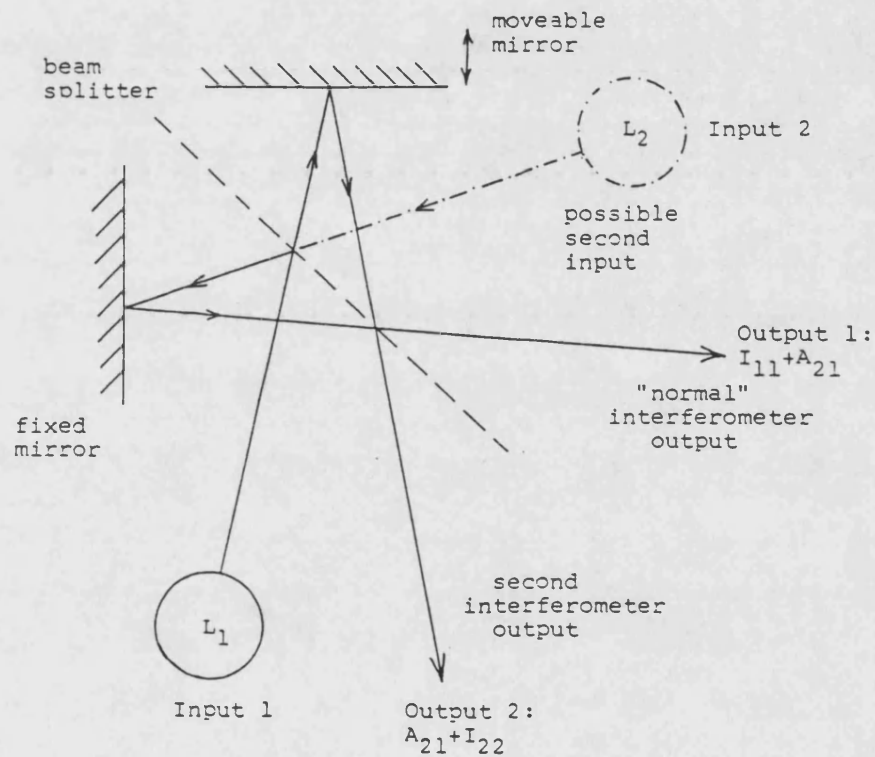 moveable
mirror
beam
splitter
L2
Input 2
possible
second
input
Output 1:
I11+A21
"normal"
interferometer
output
fixed
mirror
second
interferometer
output
L1
Input 1
Output 2:
A21+I22